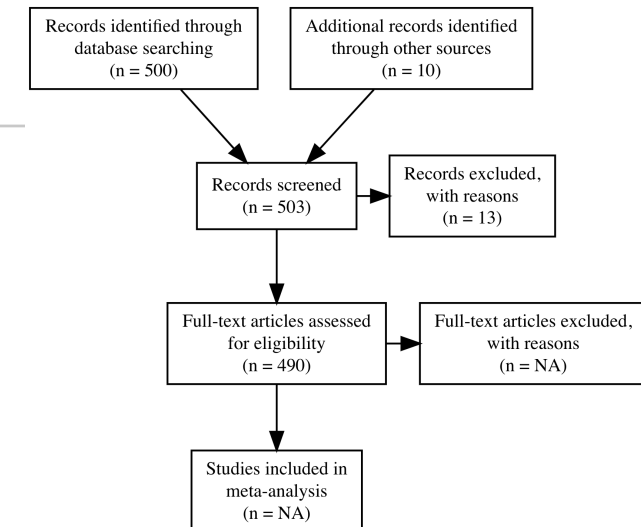 Records identified through
database searching
(n = 500)
Additional records identified
through other sources
(n = 10)
Records screened
(n = 503)
Records excluded,
with reasons
(n = 13)
Full-text articles assessed
for eligibility
(n = 490)
Full-text articles excluded,
with reasons
(n = NA)
Studies included in
meta-analysis
(n = NA)